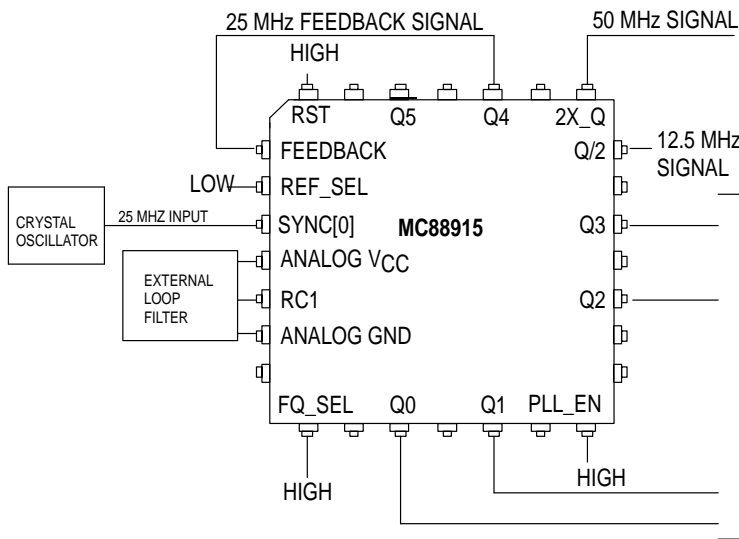 25 MHz FEEDBACK SIGNAL
50 MHz SIGNAL
HIGH
RST
Q5
Q4
2X_Q
FEEDBACK
Q/2
12.5 MHz
SIGNAL
LOW
REF_SEL
CRYSTAL
OSCILLATOR
25 MHZ INPUT
SYNC[0]
MC88915
Q3
ANALOG VCC
EXTERNAL
LOOP
FILTER
RC1
Q2
ANALOG GND
FQ_SEL
Q0
Q1
PLL_EN
HIGH
HIGH